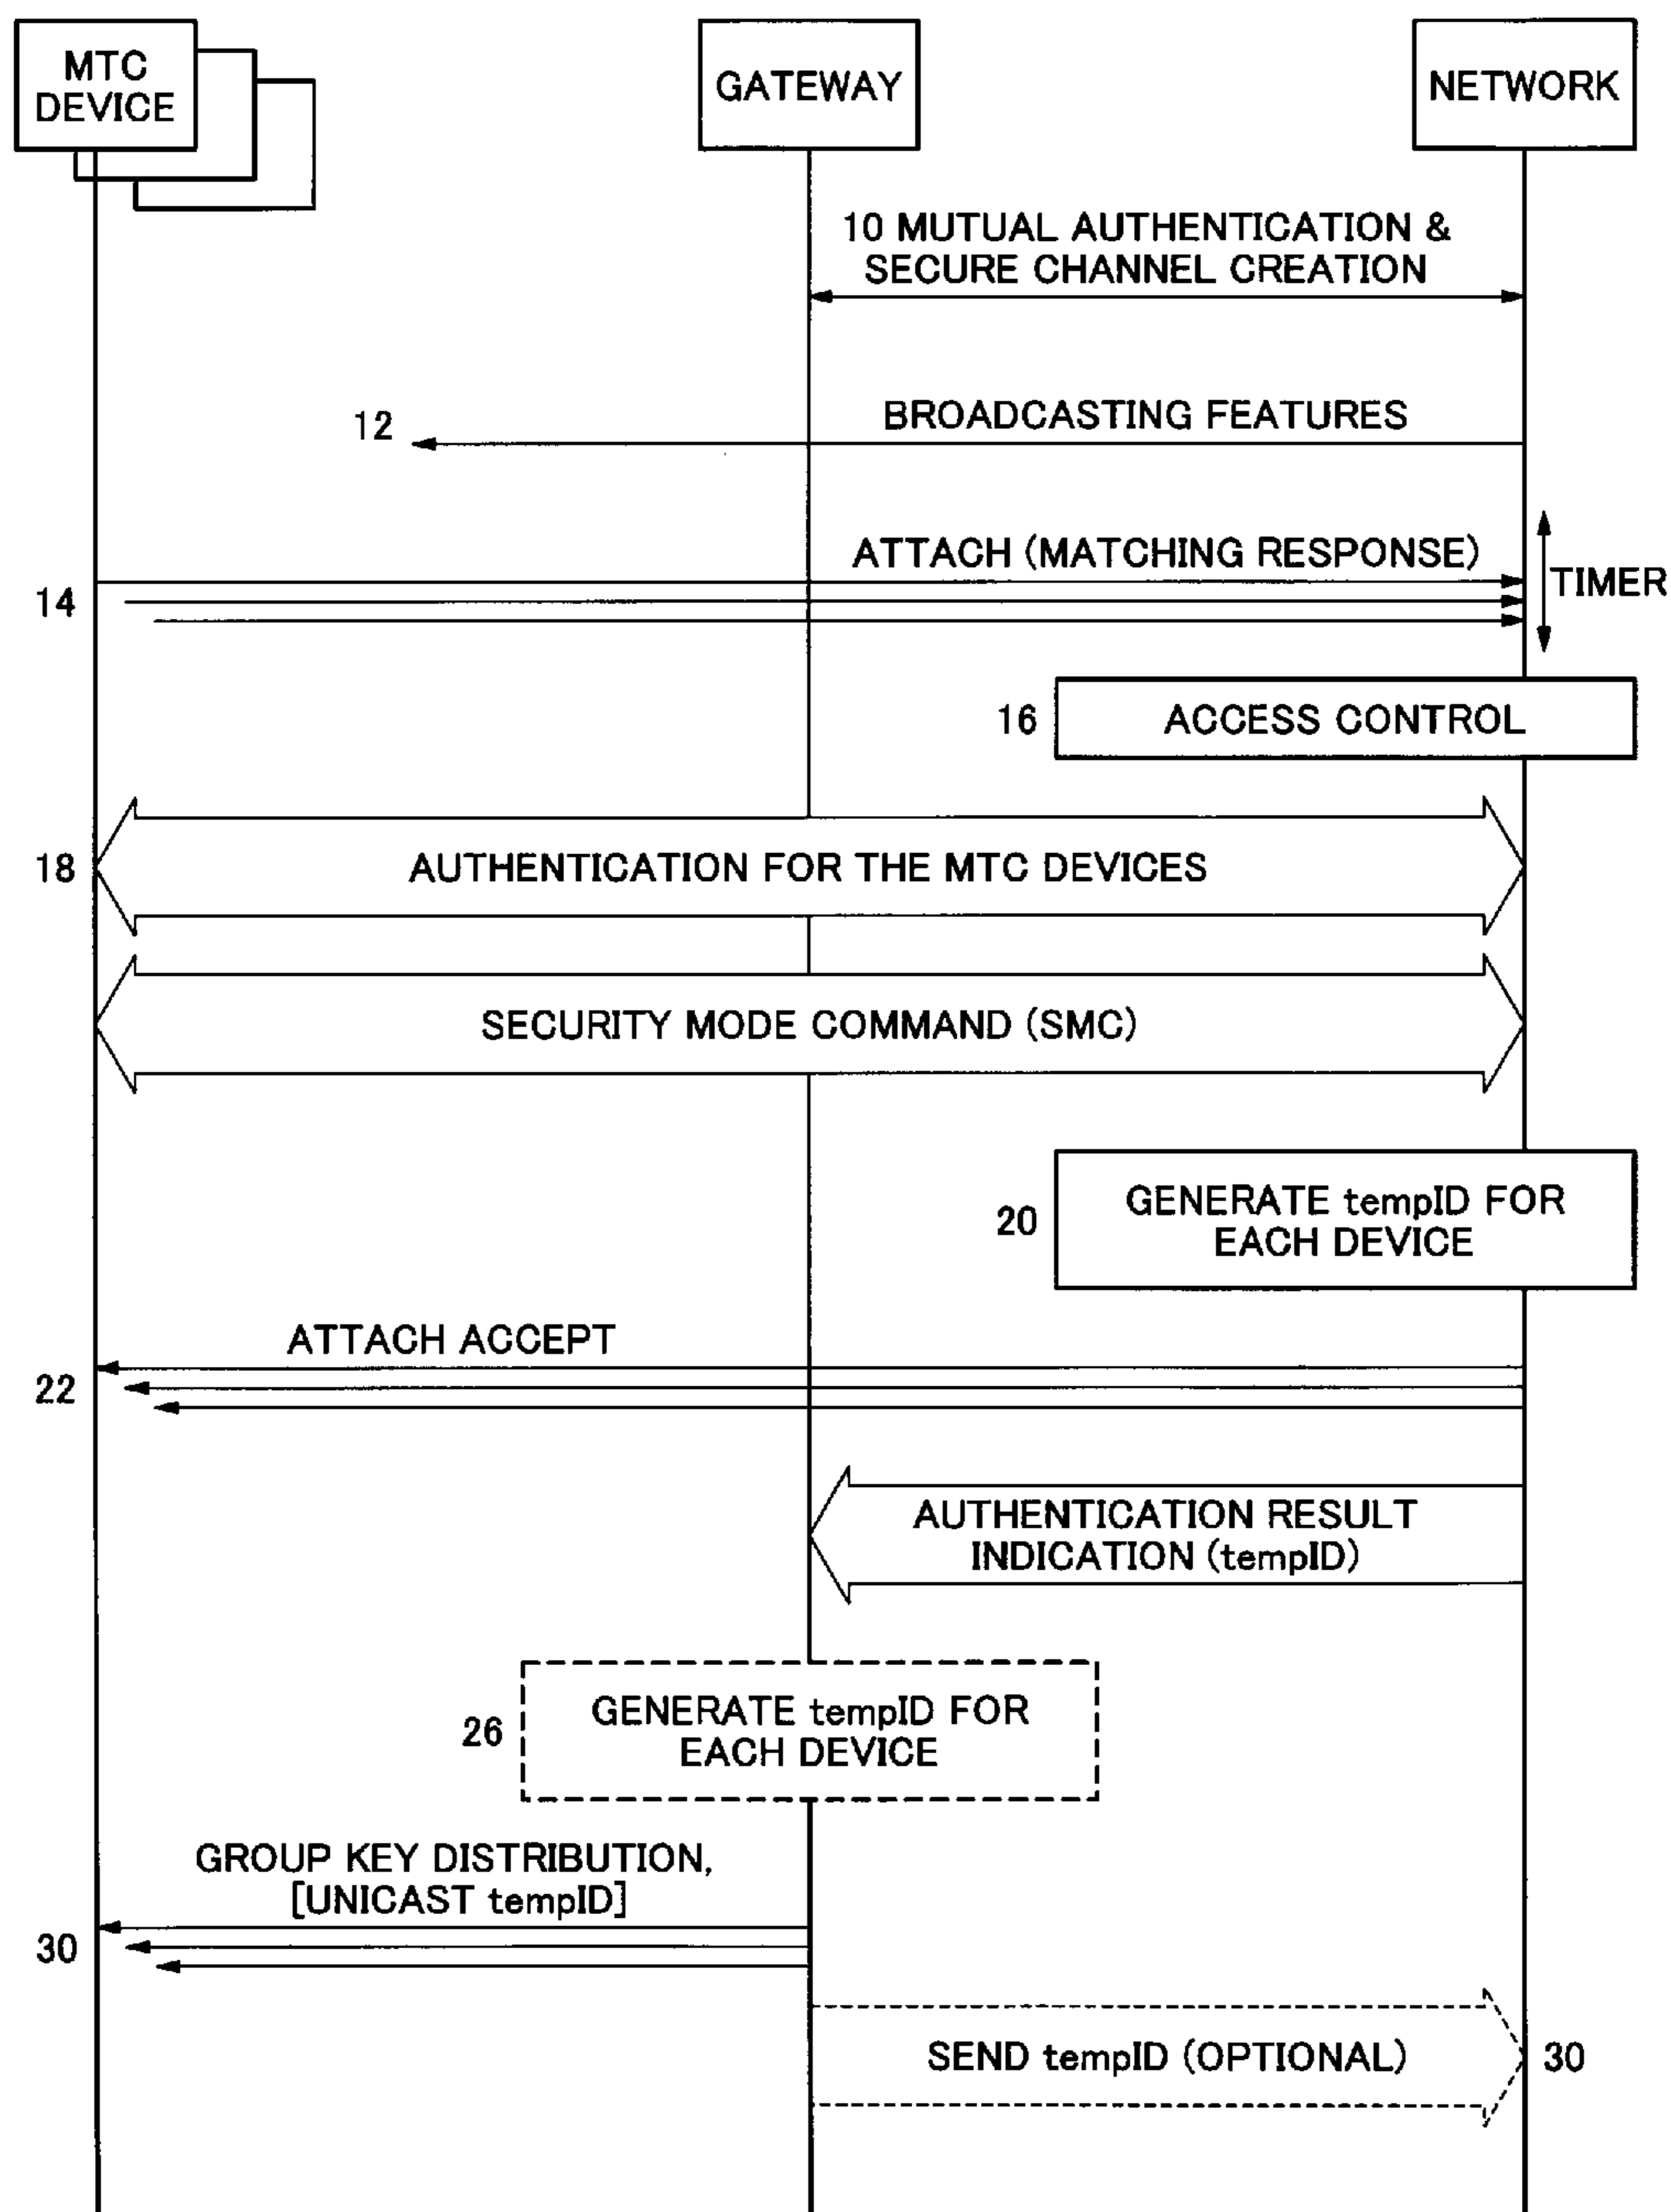 MTC
DEVICE
GATEWAY
NETWORK
10 MUTUAL AUTHENTICATION &
SECURE CHANNEL CREATION
12
BROADCASTING FEATURES
ATTACH (MATCHING RESPONSE)
14
TIMER
16
ACCESS CONTROL
18
AUTHENTICATION FOR THE MTC DEVICES
SECURITY MODE COMMAND (SMC)
20
GENERATE tempID FOR
EACH DEVICE
ATTACH ACCEPT
22
AUTHENTICATION RESULT
INDICATION (tempID)
26
GENERATE tempID FOR
EACH DEVICE
GROUP KEY DISTRIBUTION,
[UNICAST tempID]
30
SEND tempID (OPTIONAL)
30